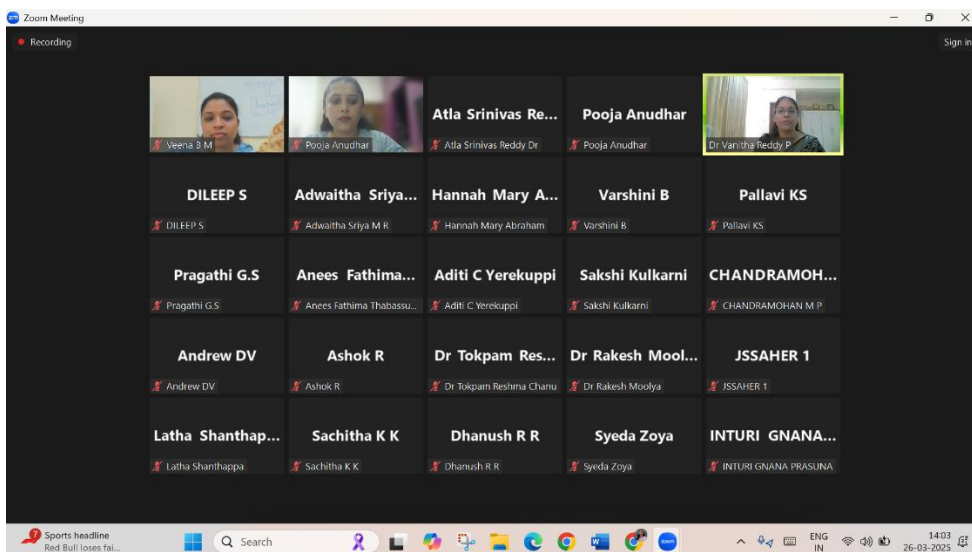 Zoom Meeting
Recording
Sign in
Veena B M
Pooja Anudhar
Atla Srinivas Re...
Atla Srinivas Reddy Dr
Pooja Anudhar
Pooja Anudhar
Dr Vanitha Reddy P
DILEEP S
DILEEP S
Adwaitha Sriya...
Adwaitha Sriya M R
Hannah Mary A...
Hannah Mary Abraham
Varshini B
Varshini B
Pallavi KS
Pallavi KS
Pragathi G.S
Pragathi G.S
Anees Fathima...
Anees Fathima Thabassu...
Aditi C Yerekuppi
Aditi C Yerekuppi
Sakshi Kulkarni
Sakshi Kulkarni
CHANDRAMOH...
CHANDRAMOHAN M P
Andrew DV
Andrew DV
Ashok R
Ashok R
Dr Tokpam Res...
Dr Tokpam Reshma Chanu
Dr Rakesh Mool...
Dr Rakesh Moolya
JSSAHER 1
JSSAHER 1
Latha Shanthap...
Latha Shanthappa
Sachitha K K
Sachitha K K
Dhanush R R
Dhanush R R
Syeda Zoya
Syeda Zoya
INTURI GNANA...
INTURI GNANA PRASUNA
Sports headline
Red Bull loses fai...
Search
ENG
IN
14:03
26-03-2025